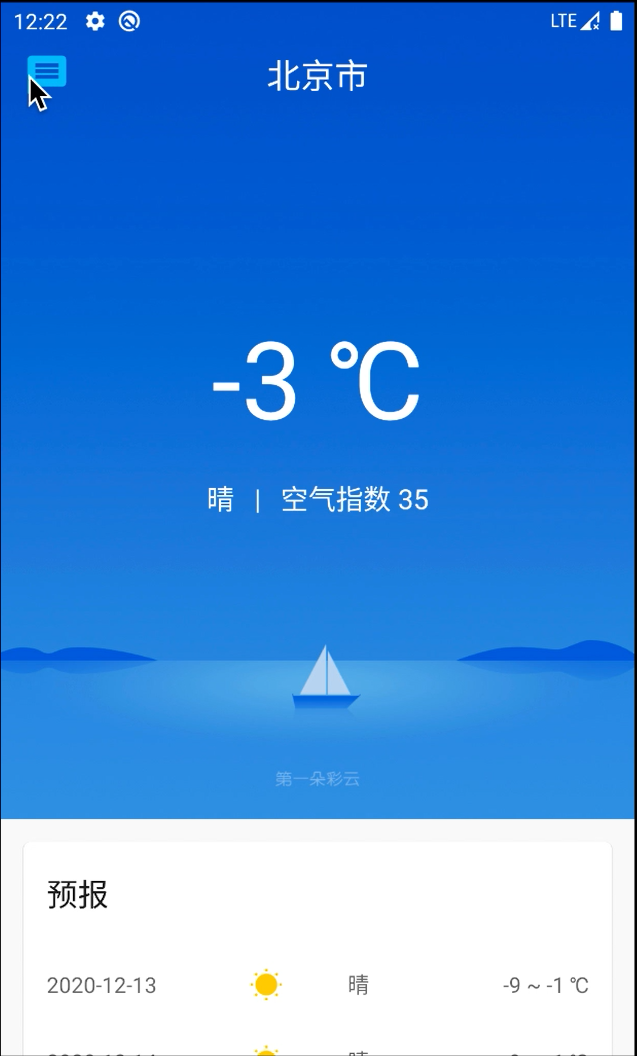 12:22 LTE
北京市
-3 ℃
晴 | 空气指数 35
第一朵彩云
预报
2020-12-13 晴 -9 ~ -1 ℃